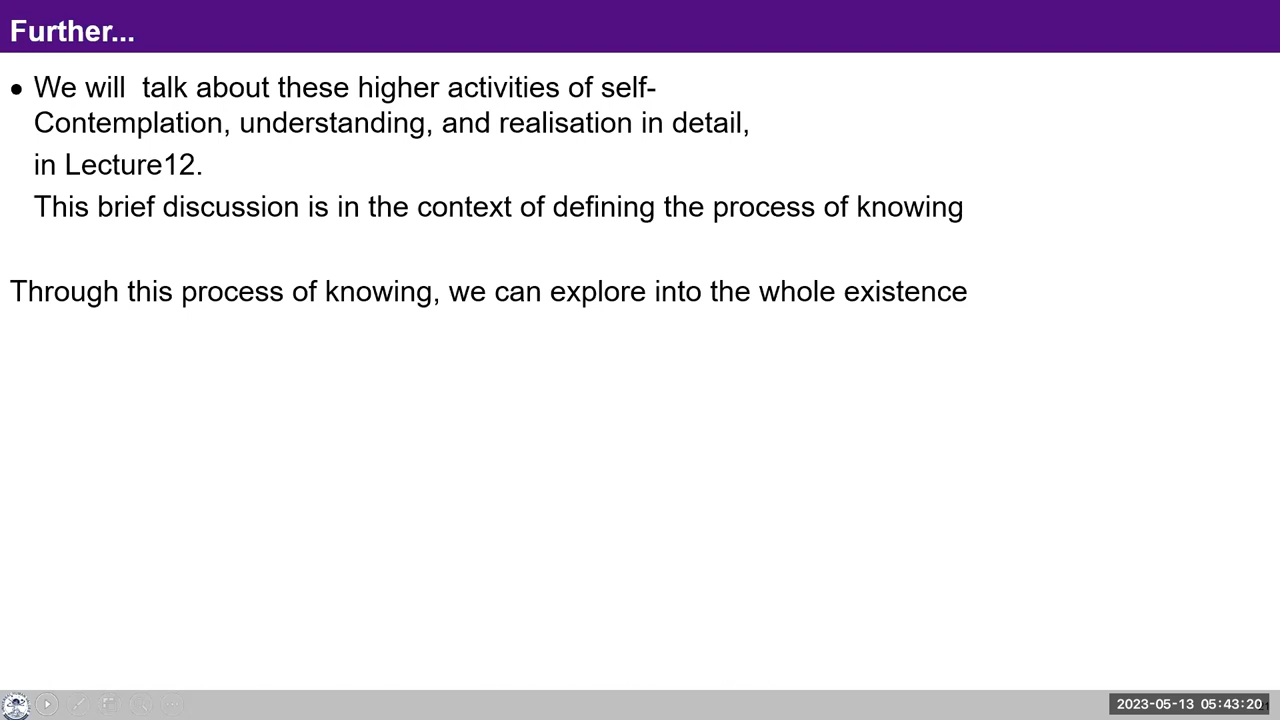 Further...
• We will  talk about these higher activities of self-
Contemplation, understanding, and realisation in detail,
in Lecture12.
This brief discussion is in the context of defining the process of knowing
Through this process of knowing, we can explore into the whole existence
2023-05-13 05:43:20